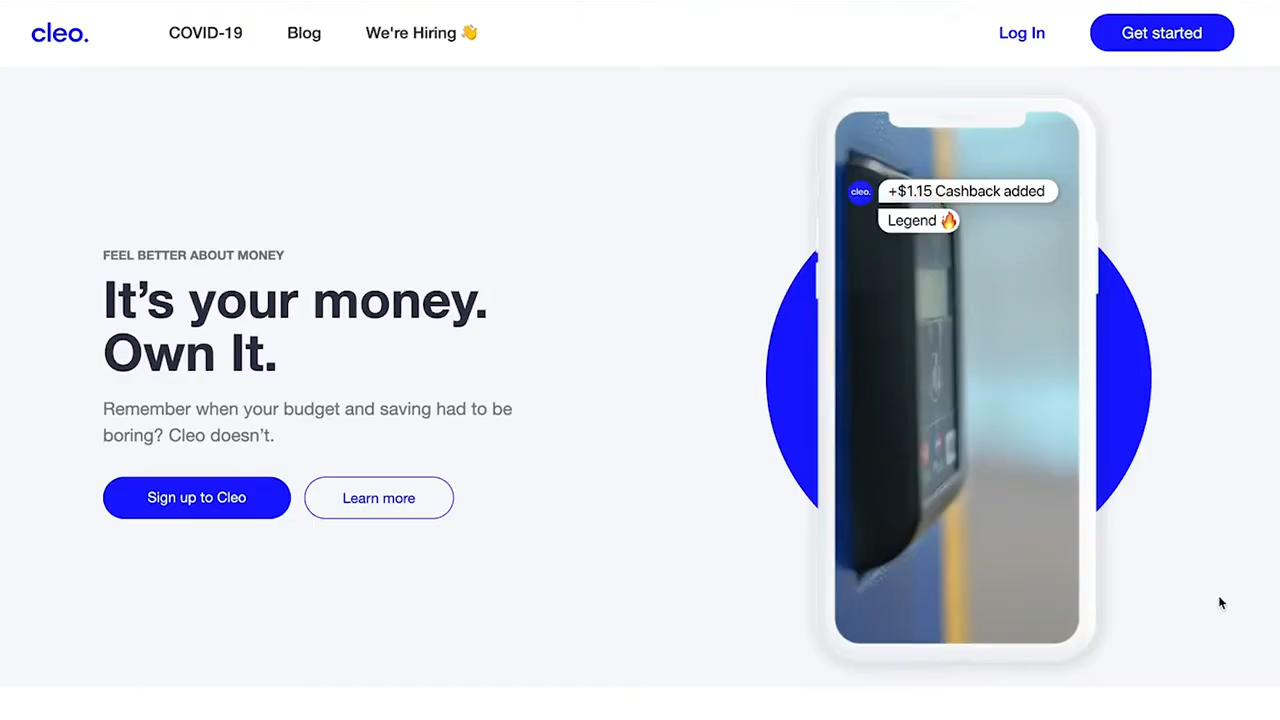 cleo.
COVID-19
Blog
We're Hiring 👋
Log In
Get started
FEEL BETTER ABOUT MONEY
It’s your money.
Own It.
Remember when your budget and saving had to be
boring? Cleo doesn’t.
Sign up to Cleo
Learn more
cleo.
+$1.15 Cashback added
Legend 🔥